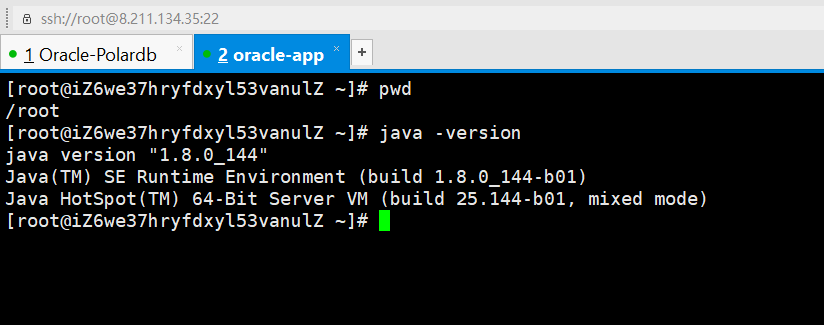 ssh://root@8.211.134.35:22
1 Oracle-Polardb × 2 oracle-app × +
[root@iZ6we37hryfdxyl53vanulZ ~]# pwd
/root
[root@iZ6we37hryfdxyl53vanulZ ~]# java -version
java version "1.8.0_144"
Java(TM) SE Runtime Environment (build 1.8.0_144-b01)
Java HotSpot(TM) 64-Bit Server VM (build 25.144-b01, mixed mode)
[root@iZ6we37hryfdxyl53vanulZ ~]#